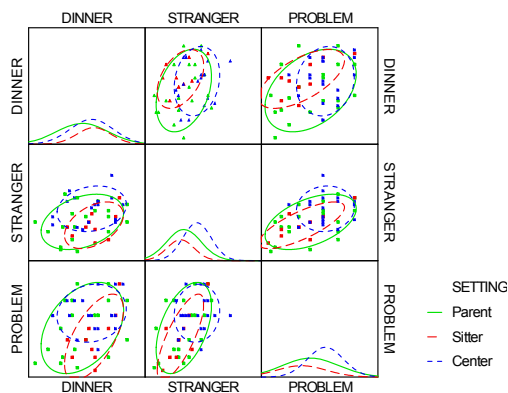 DINNER STRANGER PROBLEM
DINNER DINNER
STRANGER STRANGER
PROBLEM PROBLEM
DINNER STRANGER PROBLEM
SETTING
Parent
Sitter
Center